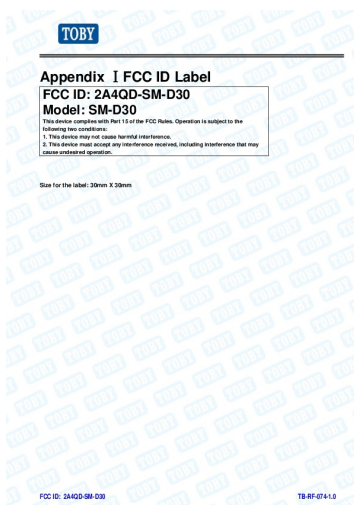 TOBY
Appendix Ⅰ FCC ID Label
FCC ID: 2A4QD-SM-D30
Model: SM-D30
This device complies with Part 15 of the FCC Rules. Operation is subject to the
following two conditions:
1. This device may not cause harmful interference.
2. This device must accept any interference received, including interference that may
cause undesired operation.
Size for the label: 30mm X 30mm
FCC ID: 2A4QD-SM-D30 TB-RF-074-1.0